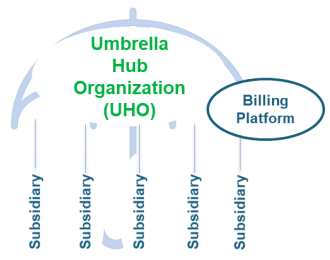 Umbrella
Hub
Organization
(UHO)
Billing
Platform
Subsidiary
Subsidiary
Subsidiary
Subsidiary
Subsidiary